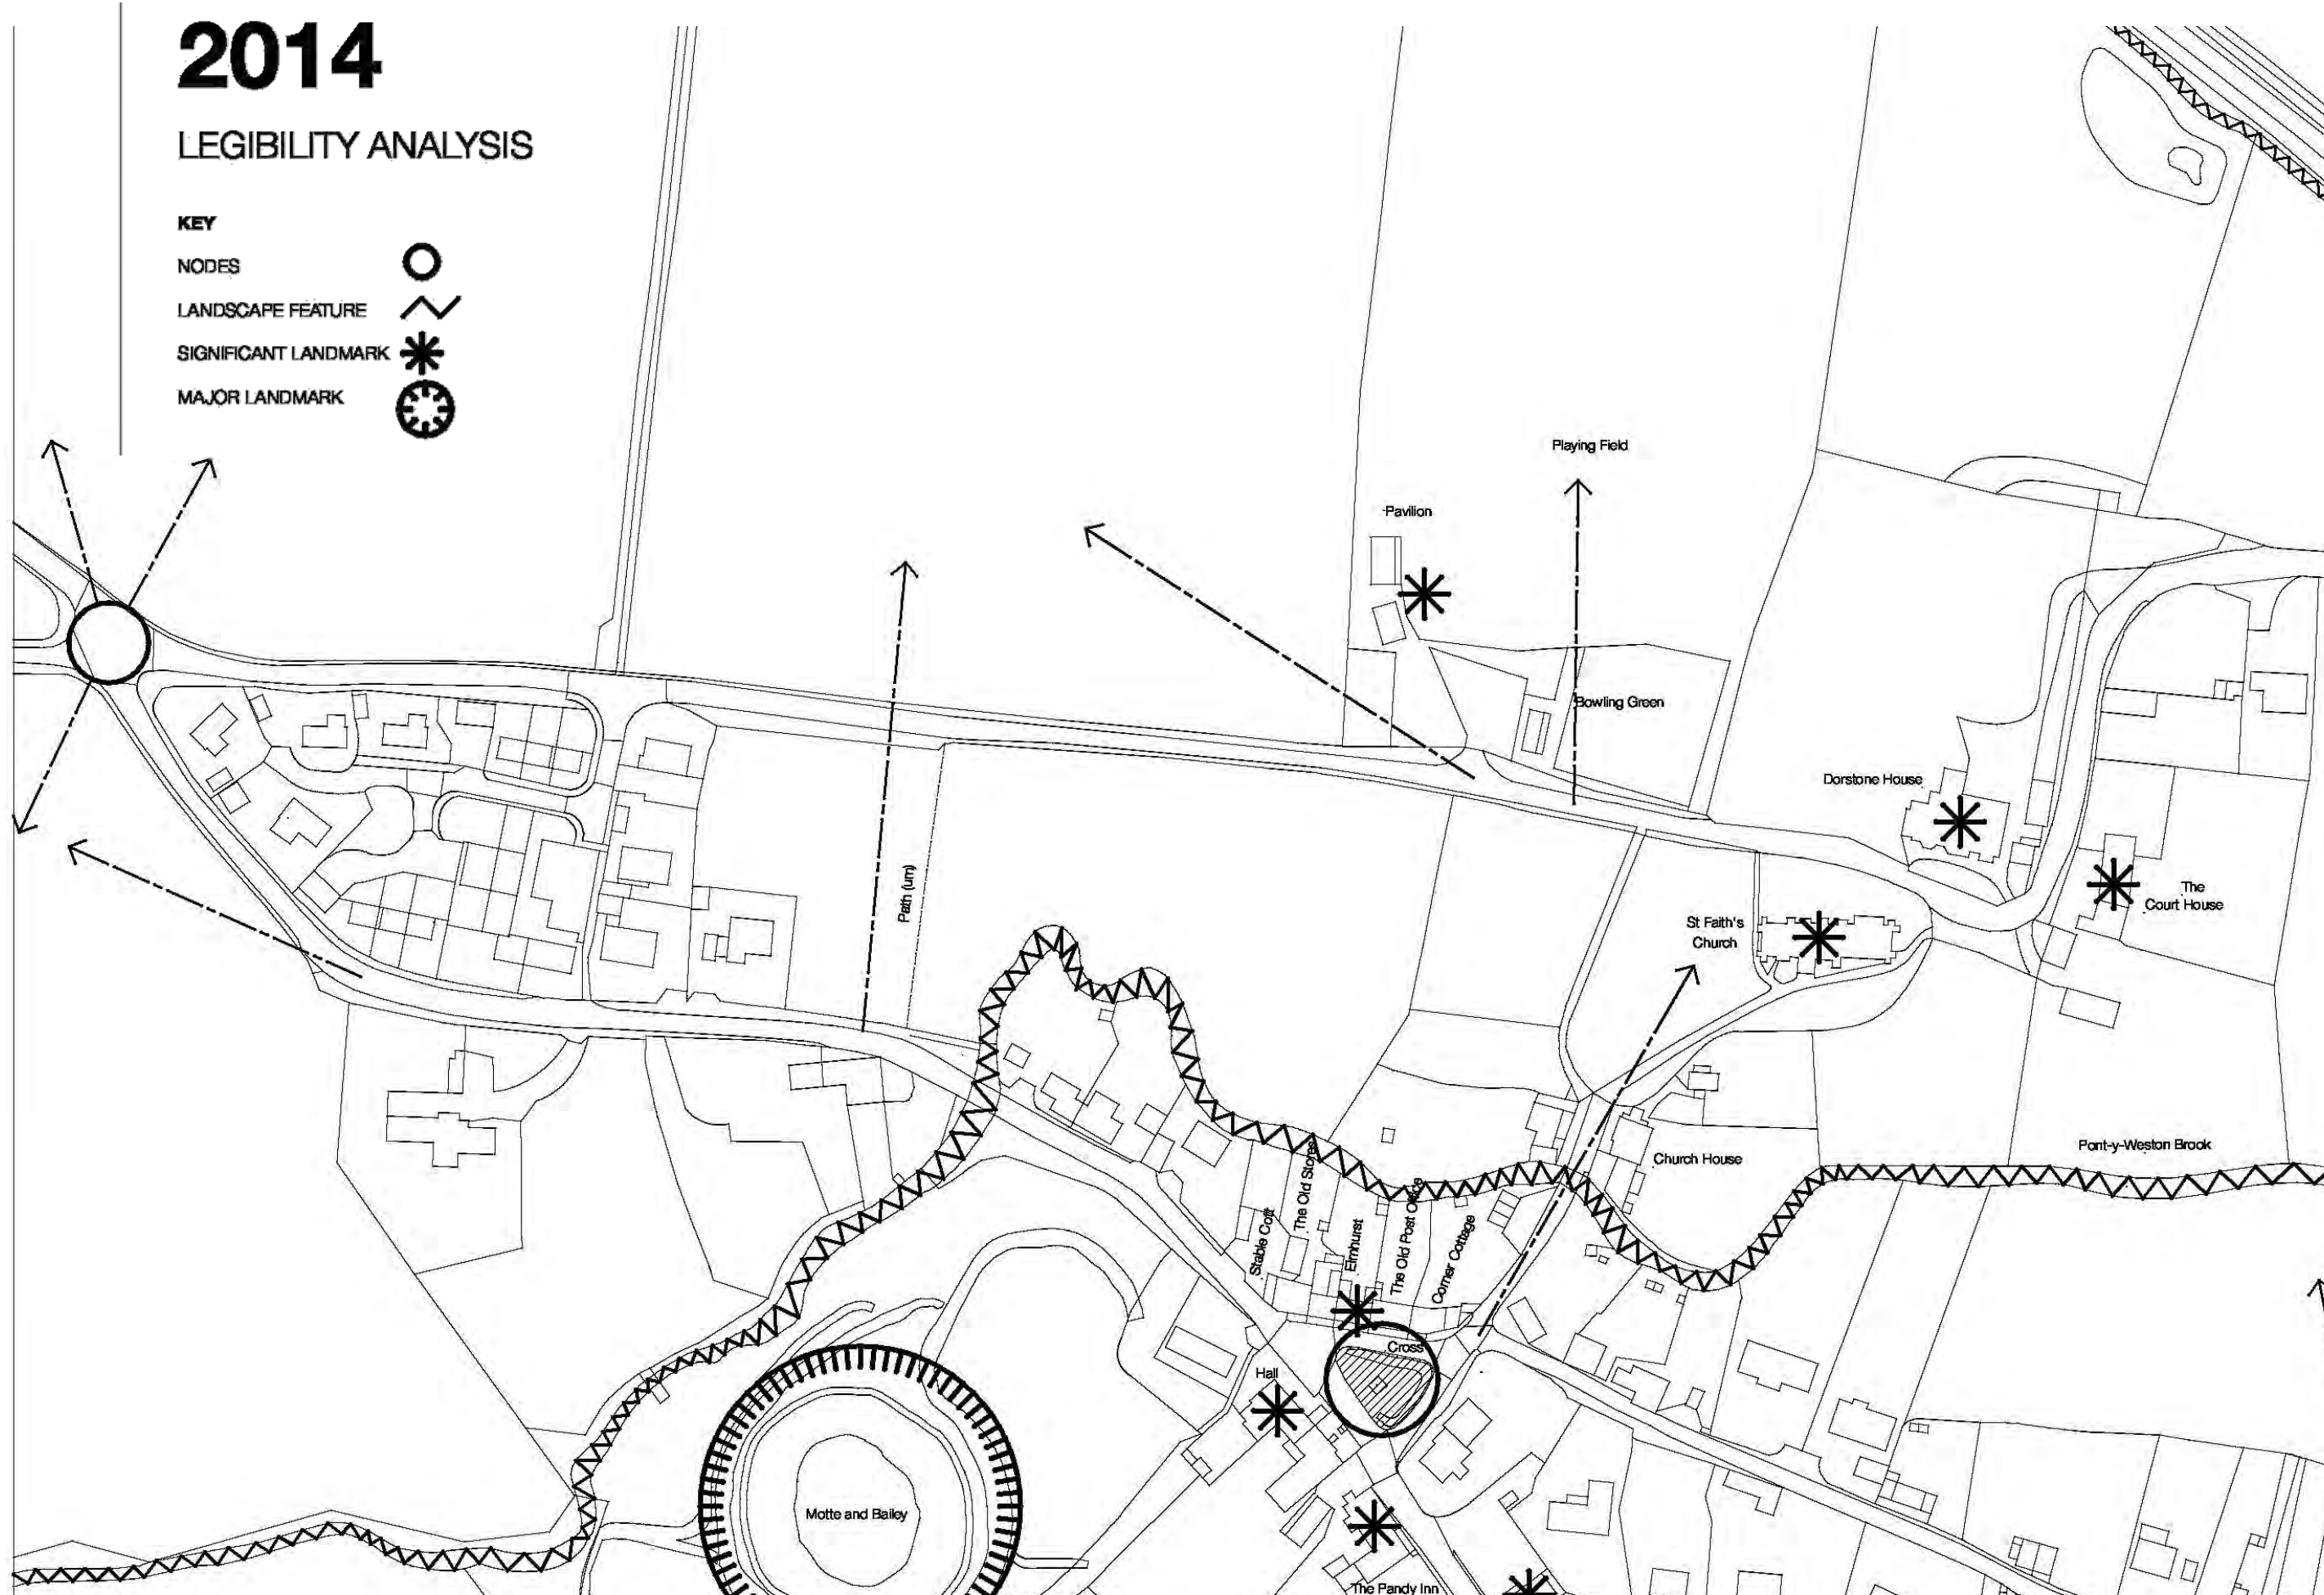 2014
LEGIBILITY ANALYSIS
KEY
NODES
LANDSCAPE FEATURE
SIGNIFICANT LANDMARK
MAJOR LANDMARK
Playing Field
Pavilion
Bowling Green
Dorstone House
The
Court House
St Faith's
Church
Path (um)
Church House
Pont-y-Weston Brook
Stable Cott
The Old Stores
Elmhurst
The Old Post Office
Corner Cottage
Cross
Hall
Motte and Bailey
The Pandy Inn